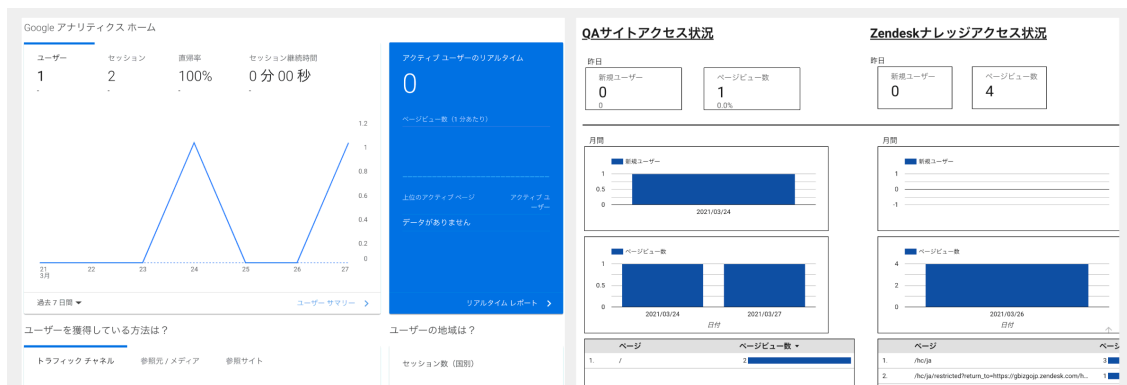 Google アナリティクス ホーム
ユーザー
1
-
セッション
2
-
直帰率
100%
-
セッション継続時間
0 分 00 秒
-
1.2
1
0.8
0.6
0.4
0.2
0
21
3月
22
23
24
25
26
27
過去 7 日間
ユーザー サマリー
アクティブ ユーザーのリアルタイム
0
ページビュー数（1 分あたり）
上位のアクティブ ページ
アクティブ ユ
ーザー
データがありません
リアルタイム レポート
ユーザーを獲得している方法は？
トラフィック チャネル
参照元 / メディア
参照サイト
ユーザーの地域は？
セッション数（国別）
QAサイトアクセス状況
昨日
新規ユーザー
0
0
ページビュー数
1
0.0%
月間
新規ユーザー
1
0.5
0
2021/03/24
ページビュー数
1
0.5
0
2021/03/24
2021/03/27
日付
ページ
ページビュー数
1.
/
2
Zendeskナレッジアクセス状況
昨日
新規ユーザー
0
ページビュー数
4
月間
新規ユーザー
1
0
-1
ページビュー数
4
2
0
2021/03/26
日付
ページ
1.
/hc/ja
3
2.
/hc/ja/restricted?return_to=https://gbizgojp.zendesk.com/h...
1